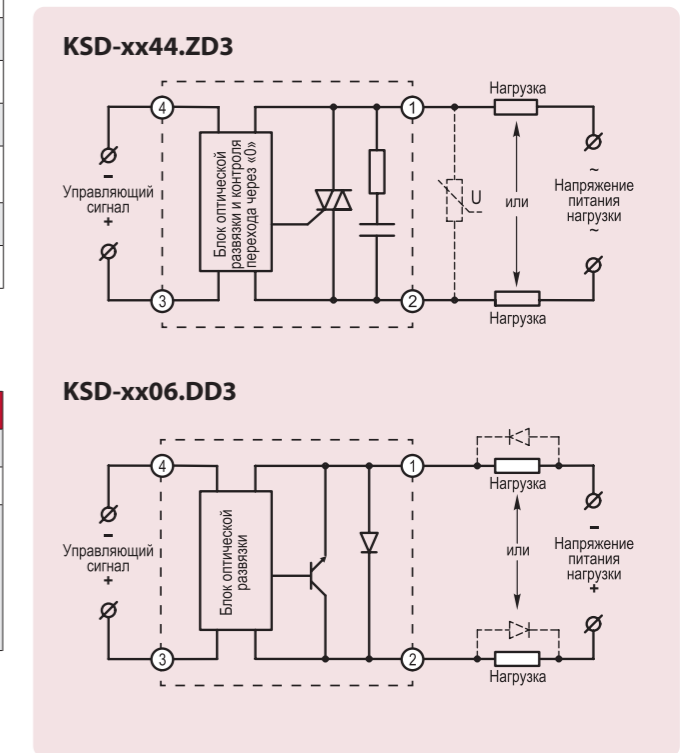 KSD-xx44.ZD3
Нагрузка
4
1
–
Управляющий
сигнал
+
Блок оптической
развязки и контроля
перехода через «0»
U
или
~
Напряжение
питания
нагрузки
~
3
2
Нагрузка
KSD-xx06.DD3
4
1
Нагрузка
–
Управляющий
сигнал
+
Блок оптической
развязки
или
–
Напряжение
питания
нагрузки
+
3
2
Нагрузка